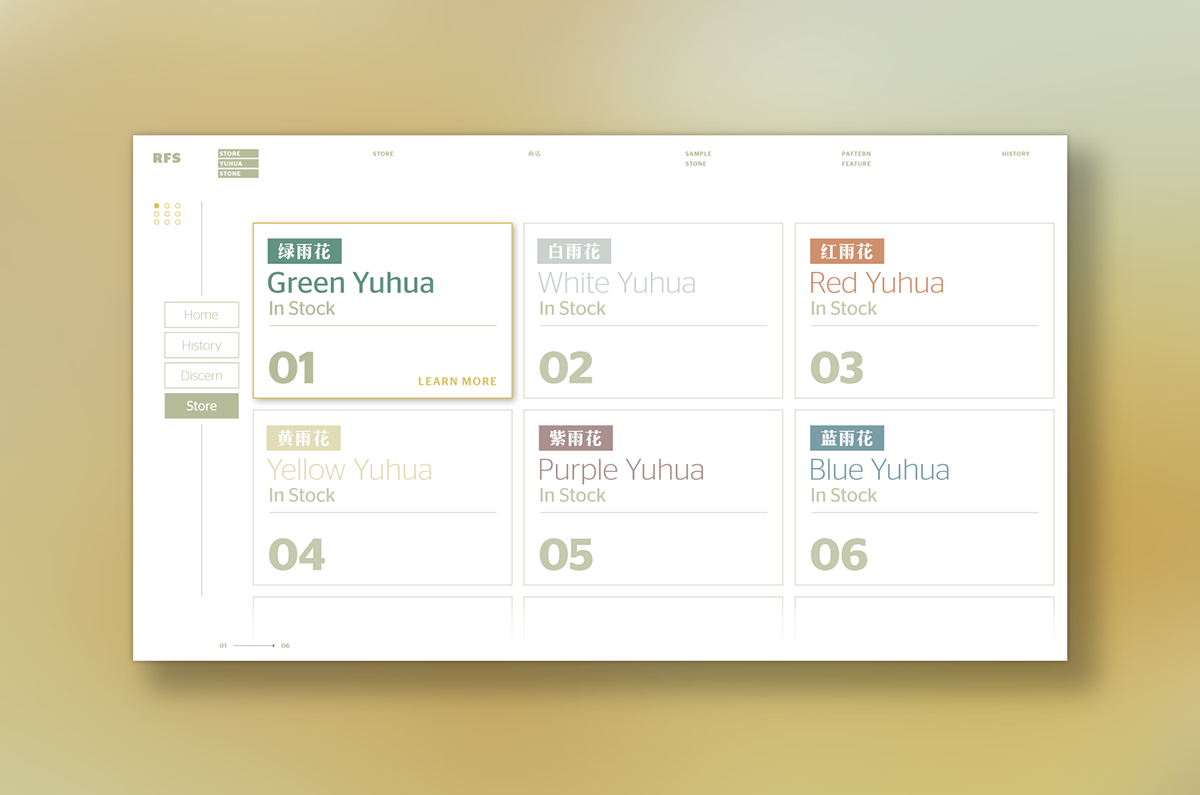 RFS
STORE
YUHUA
STONE
STORE
商店
SAMPLE
STONE
PATTERN
FEATURE
HISTORY
Home
History
Discern
Store
绿雨花
Green Yuhua
In Stock
01
LEARN MORE
白雨花
White Yuhua
In Stock
02
红雨花
Red Yuhua
In Stock
03
黄雨花
Yellow Yuhua
In Stock
04
紫雨花
Purple Yuhua
In Stock
05
蓝雨花
Blue Yuhua
In Stock
06
01
06